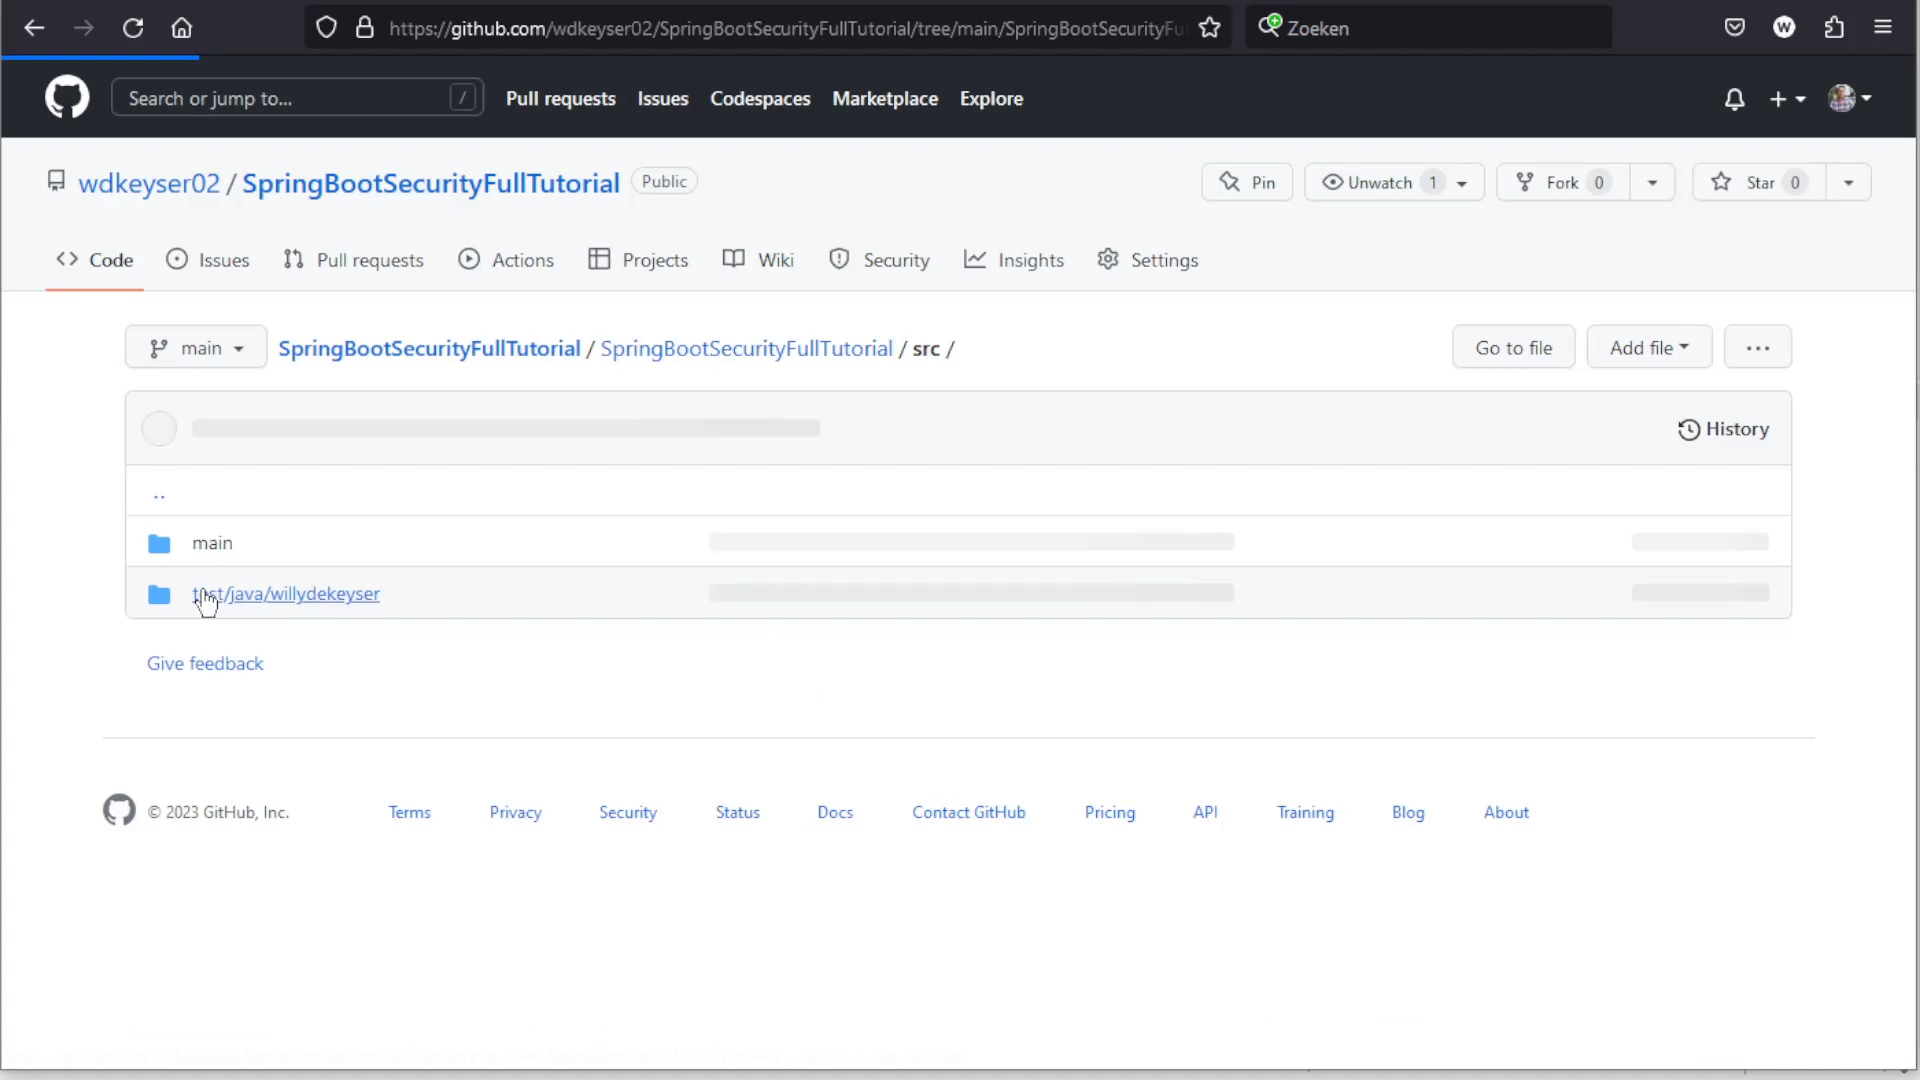 https://github.com/wdkeyser02/SpringBootSecurityFullTutorial/tree/main/SpringBootSecurityFu
Zoeken
W
Search or jump to... /
Pull requests Issues Codespaces Marketplace Explore
wdkeyser02 / SpringBootSecurityFullTutorial Public
Pin Unwatch 1 Fork 0 Star 0
Code Issues Pull requests Actions Projects Wiki Security Insights Settings
main SpringBootSecurityFullTutorial / SpringBootSecurityFullTutorial / src /
Go to file Add file ...
History
..
main
test/java/willydekeyser
Give feedback
© 2023 GitHub, Inc. Terms Privacy Security Status Docs Contact GitHub Pricing API Training Blog About